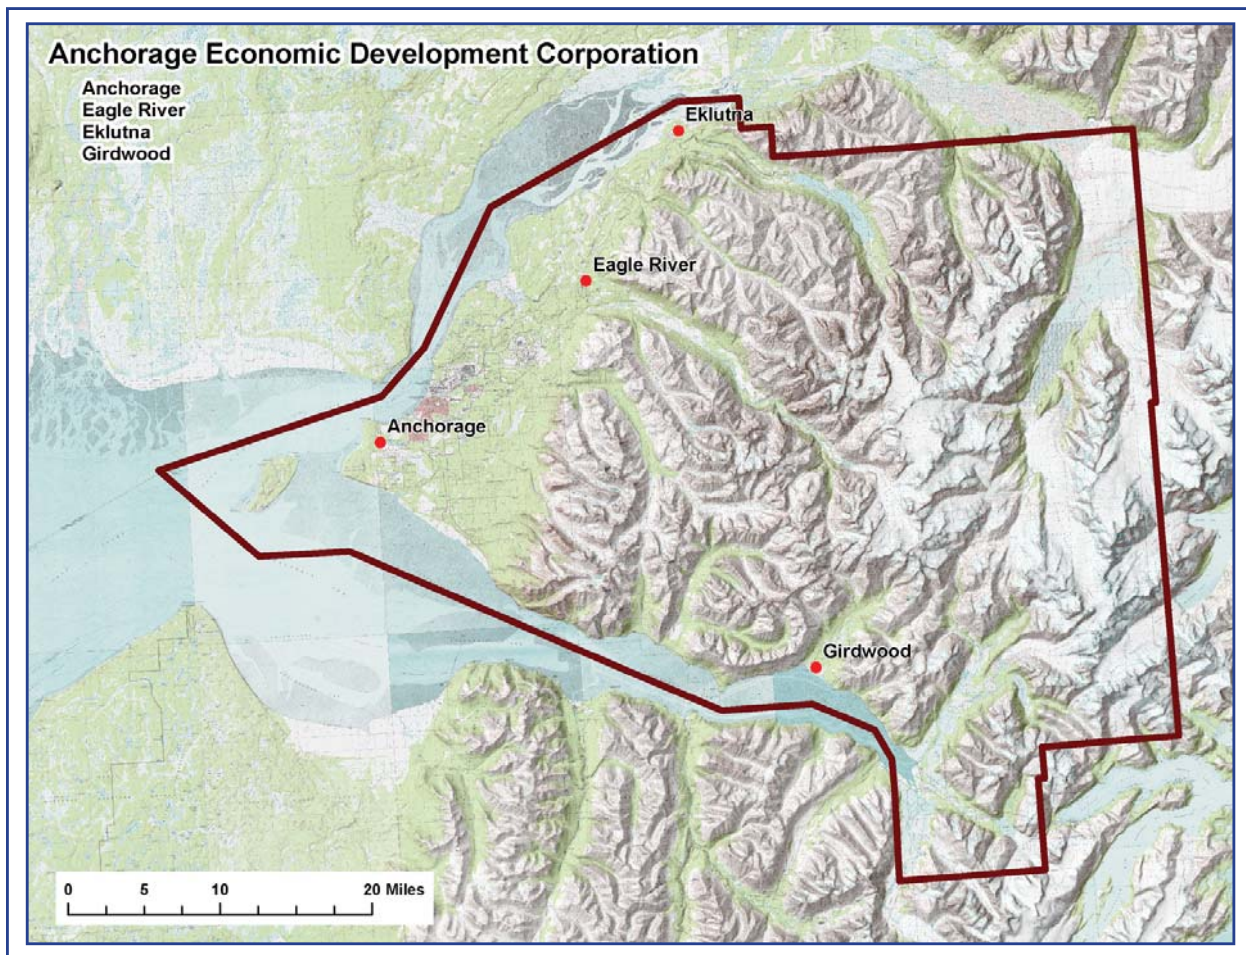 Anchorage Economic Development Corporation
Anchorage
Eagle River
Eklutna
Girdwood
Eklutna
Eagle River
Anchorage
Girdwood
0 5 10 20 Miles